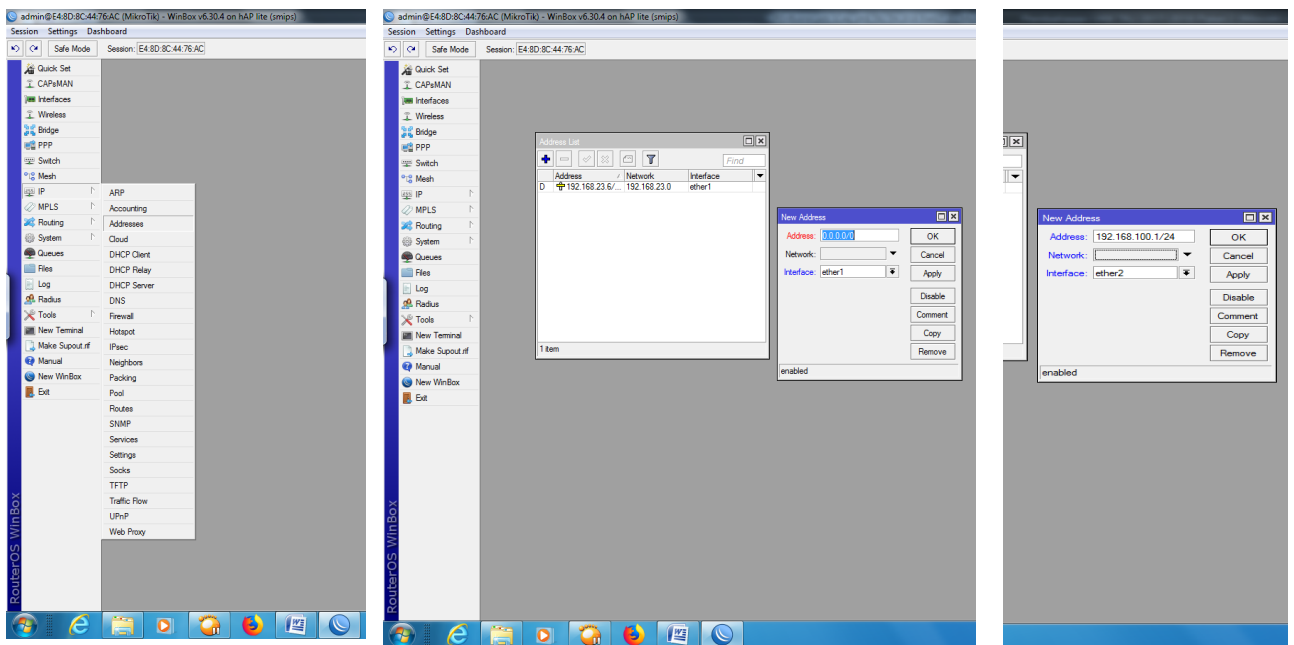 admin@E4:8D:8C:44:76:AC (MikroTik) - WinBox v6.30.4 on hAP lite (smips)
Session Settings Dashboard
Safe Mode Session: E4:8D:8C:44:76:AC
Quick Set
CAPsMAN
Interfaces
Wireless
Bridge
PPP
Switch
Mesh
IP
MPLS
Routing
System
Queues
Files
Log
Radius
Tools
New Terminal
Make Supout.rif
Manual
New WinBox
Exit
ARP
Accounting
Addresses
Cloud
DHCP Client
DHCP Relay
DHCP Server
DNS
Firewall
Hotspot
IPsec
Neighbors
Packing
Pool
Routes
SNMP
Services
Settings
Socks
TFTP
Traffic Flow
UPnP
Web Proxy
RouterOS WinBox
admin@E4:8D:8C:44:76:AC (MikroTik) - WinBox v6.30.4 on hAP lite (smips)
Session Settings Dashboard
Safe Mode Session: E4:8D:8C:44:76:AC
Quick Set
CAPsMAN
Interfaces
Wireless
Bridge
PPP
Switch
Mesh
IP
MPLS
Routing
System
Queues
Files
Log
Radius
Tools
New Terminal
Make Supout.rif
Manual
New WinBox
Exit
RouterOS WinBox
Address List
Find
Address Network Interface
D 192.168.23.6/... 192.168.23.0 ether1
1 item
New Address
Address: 0.0.0.0/0 OK
Network: Cancel
Interface: ether1 Apply
Disable
Comment
Copy
Remove
enabled
New Address
Address: 192.168.100.1/24 OK
Network: Cancel
Interface: ether2 Apply
Disable
Comment
Copy
Remove
enabled